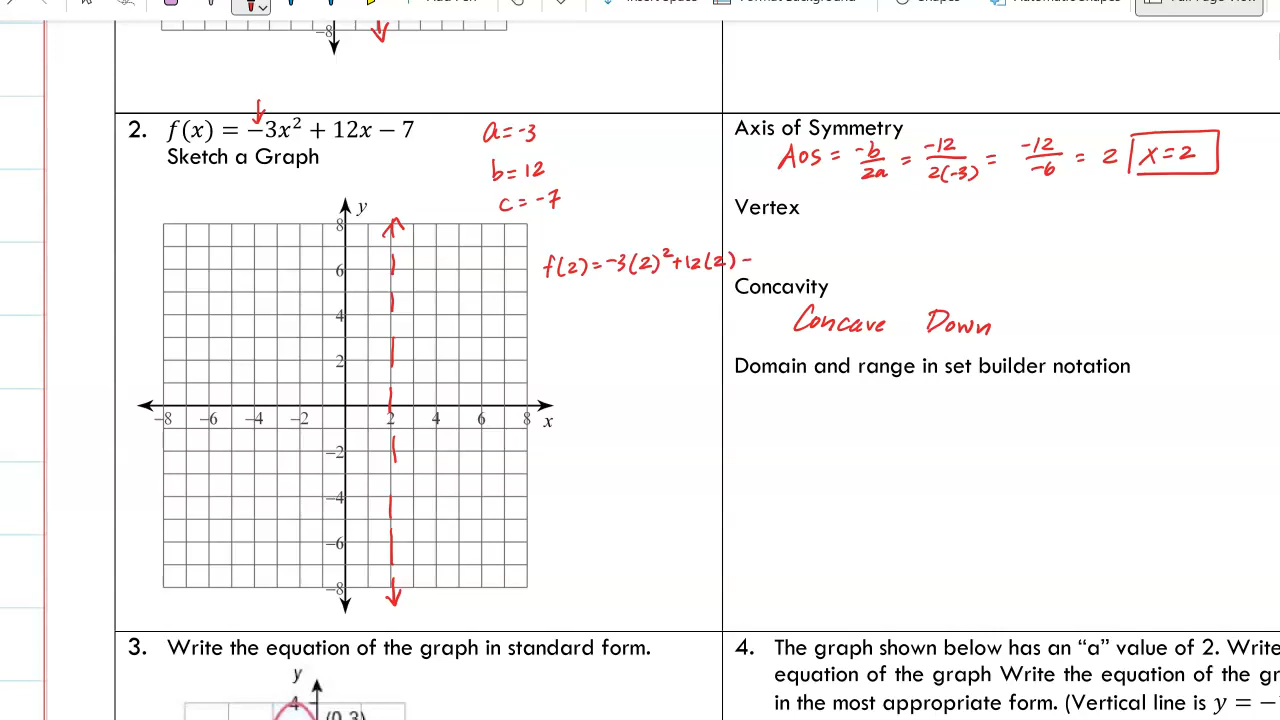 -8
2. f(x) = −3x² + 12x − 7
Sketch a Graph
a = -3
b = 12
c = -7
y
8
6
4
2
−8 −6 −4 −2 2 4 6 8 x
−2
−4
−6
−8
f(2) = -3(2)² + 12(2) -
Axis of Symmetry
AOS = -b/2a = -12/2(-3) = -12/-6 = 2 x = 2
Vertex
Concavity
Concave Down
Domain and range in set builder notation
3. Write the equation of the graph in standard form.
y
4
(0, 3)
4. The graph shown below has an “a” value of 2. Write
equation of the graph Write the equation of the
in the most appropriate form. (Vertical line is y = −